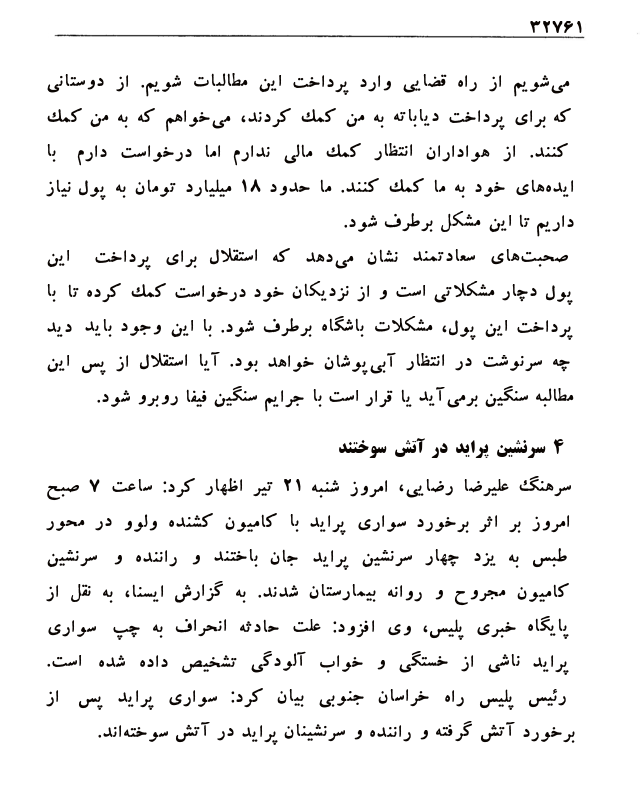 ۳۲۷۶۱
می‌شویم از راه قضایی وارد پرداخت این مطالبات شویم. از دوستانی
که برای پرداخت دیاباته به من کمك کردند، می‌خواهم که به من کمك
کنند. از هواداران انتظار کمك مالی ندارم اما درخواست دارم با
ایده‌های خود به ما کمك کنند. ما حدود ۱۸ میلیارد تومان به پول نیاز
داریم تا این مشکل برطرف شود.
صحبت‌های سعادتمند نشان می‌دهد که استقلال برای پرداخت این
پول دچار مشکلاتی است و از نزدیکان خود درخواست کمك کرده تا با
پرداخت این پول، مشکلات باشگاه برطرف شود. با این وجود باید دید
چه سرنوشت در انتظار آبی‌پوشان خواهد بود. آیا استقلال از پس این
مطالبه سنگین برمی‌آید یا قرار است با جرایم سنگین فیفا روبرو شود.
۴ سرنشین پراید در آتش سوختند
سرهنگ علیرضا رضایی، امروز شنبه ۲۱ تیر اظهار کرد: ساعت ۷ صبح
امروز بر اثر برخورد سواری پراید با کامیون کشنده ولوو در محور
طبس به یزد چهار سرنشین پراید جان باختند و راننده و سرنشین
کامیون مجروح و روانه بیمارستان شدند. به گزارش ایسنا، به نقل از
پایگاه خبری پلیس، وی افزود: علت حادثه انحراف به چپ سواری
پراید ناشی از خستگی و خواب آلودگی تشخیص داده شده است.
رئیس پلیس راه خراسان جنوبی بیان کرد: سواری پراید پس از
برخورد آتش گرفته و راننده و سرنشینان پراید در آتش سوخته‌اند.